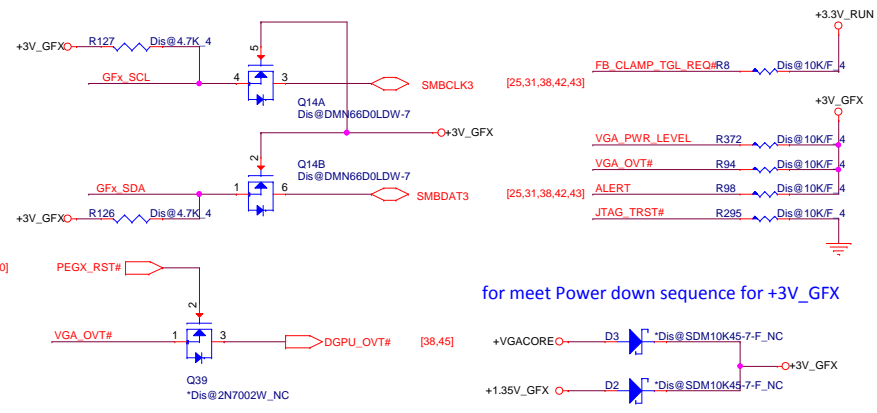 +3V_GFX R127 Dis@4.7K_4
GFx_SCL 4 5 3 SMBCLK3 [25,31,38,42,43]
Q14A
Dis@DMN66D0LDW-7
+3V_GFX
2 Q14B
Dis@DMN66D0LDW-7
GFx_SDA 1 6 SMBDAT3 [25,31,38,42,43]
+3V_GFX R126 Dis@4.7K_4
+3.3V_RUN
FB_CLAMP_TGL_REQ# R8 Dis@10K/F_4
+3V_GFX
VGA_PWR_LEVEL R372 Dis@10K/F_4
VGA_OVT# R94 Dis@10K/F_4
ALERT R98 Dis@10K/F_4
JTAG_TRST# R295 Dis@10K/F_4
0] PEGX_RST#
2
VGA_OVT# 1 3 DGPU_OVT# [38,45]
Q39
*Dis@2N7002W_NC
for meet Power down sequence for +3V_GFX
+VGACORE D3 *Dis@SDM10K45-7-F_NC
+3V_GFX
+1.35V_GFX D2 *Dis@SDM10K45-7-F_NC